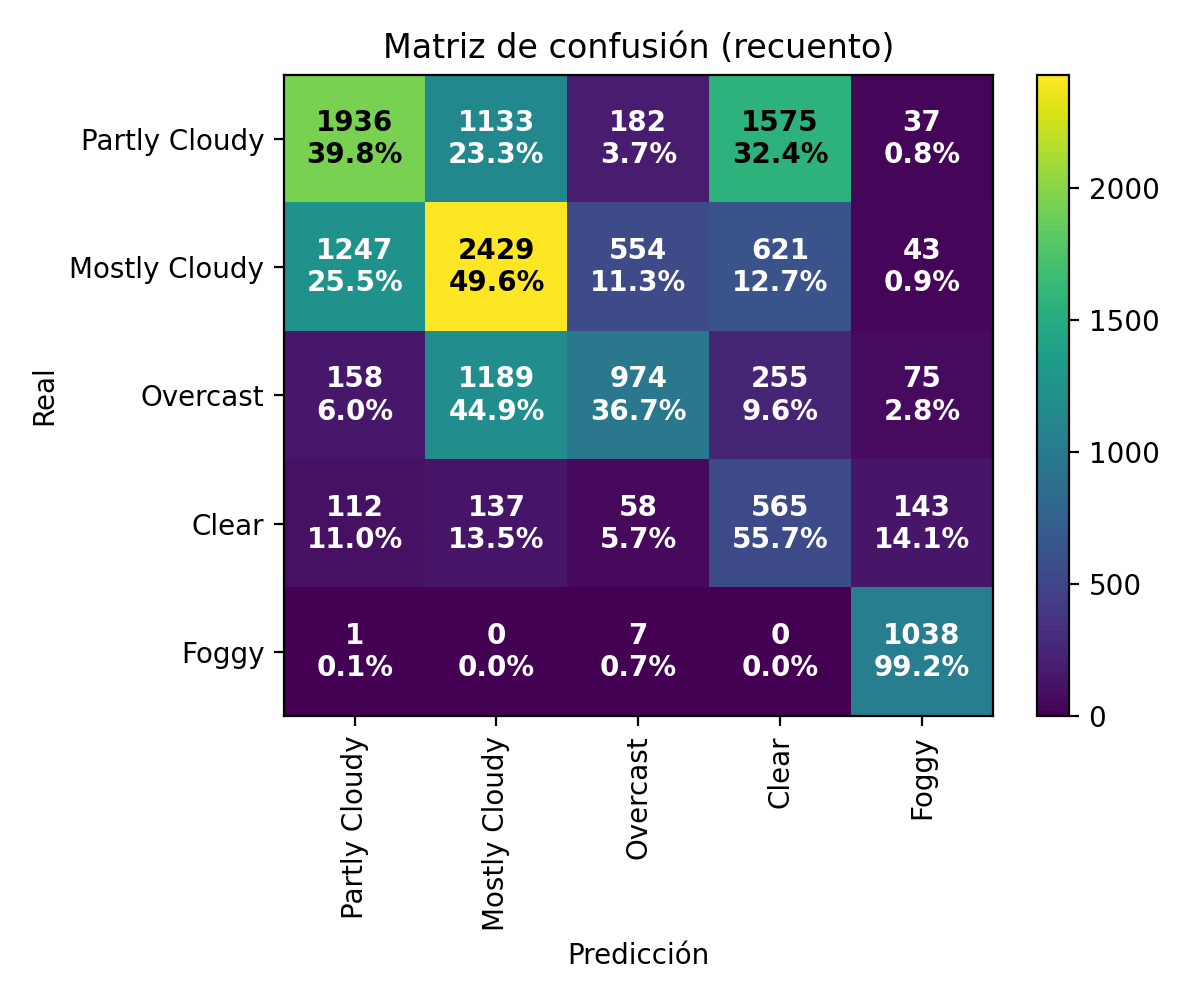 Matriz de confusión (recuento)
Partly Cloudy
1936 1133 182 1575 37
39.8% 23.3% 3.7% 32.4% 0.8%
Mostly Cloudy
1247 2429 554 621 43
25.5% 49.6% 11.3% 12.7% 0.9%
Overcast
158 1189 974 255 75
6.0% 44.9% 36.7% 9.6% 2.8%
Clear
112 137 58 565 143
11.0% 13.5% 5.7% 55.7% 14.1%
Foggy
1 0 7 0 1038
0.1% 0.0% 0.7% 0.0% 99.2%
Real
Partly Cloudy
Mostly Cloudy
Overcast
Clear
Foggy
Predicción
2000
1500
1000
500
0